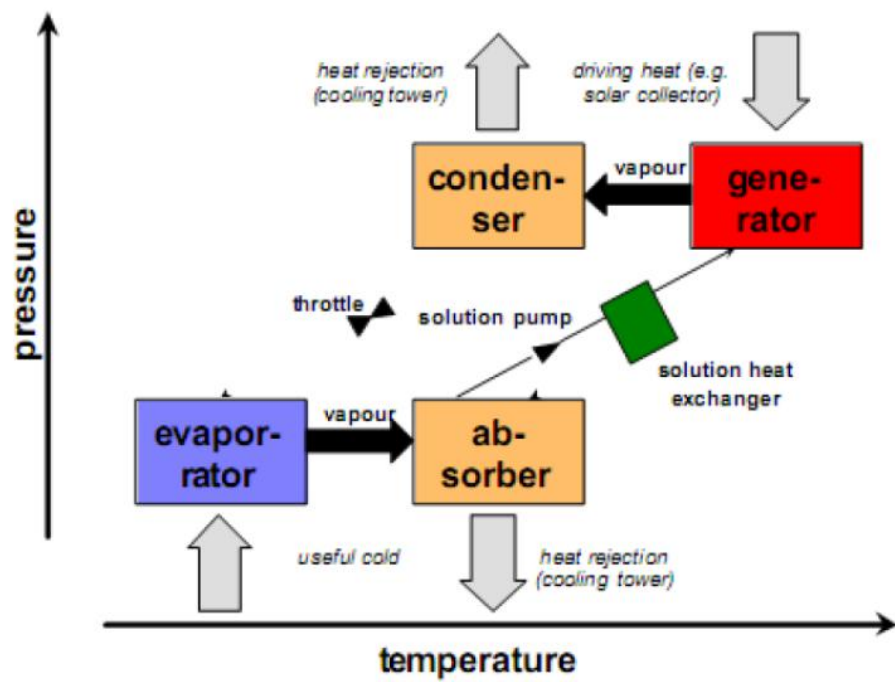 heat rejection
(cooling tower)
driving heat (e.g.
solar collector)
conden-
ser
vapour
gene-
rator
pressure
throttle
solution pump
solution heat
exchanger
evapor-
rator
vapour
ab-
sorber
useful cold
heat rejection
(cooling tower)
temperature